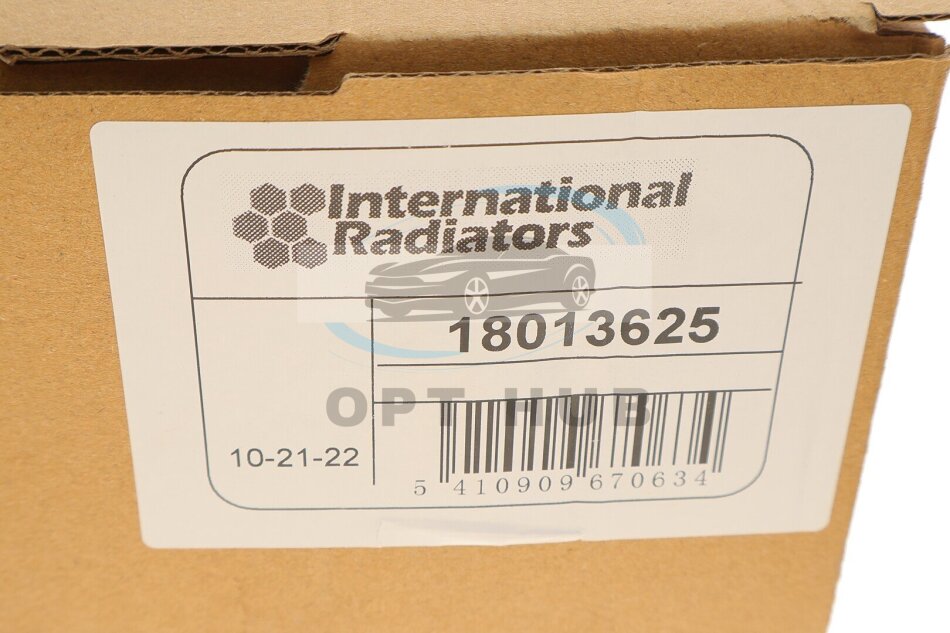 International
Radiators
18013625
OPT HUB
10-21-22
5 410909 670634